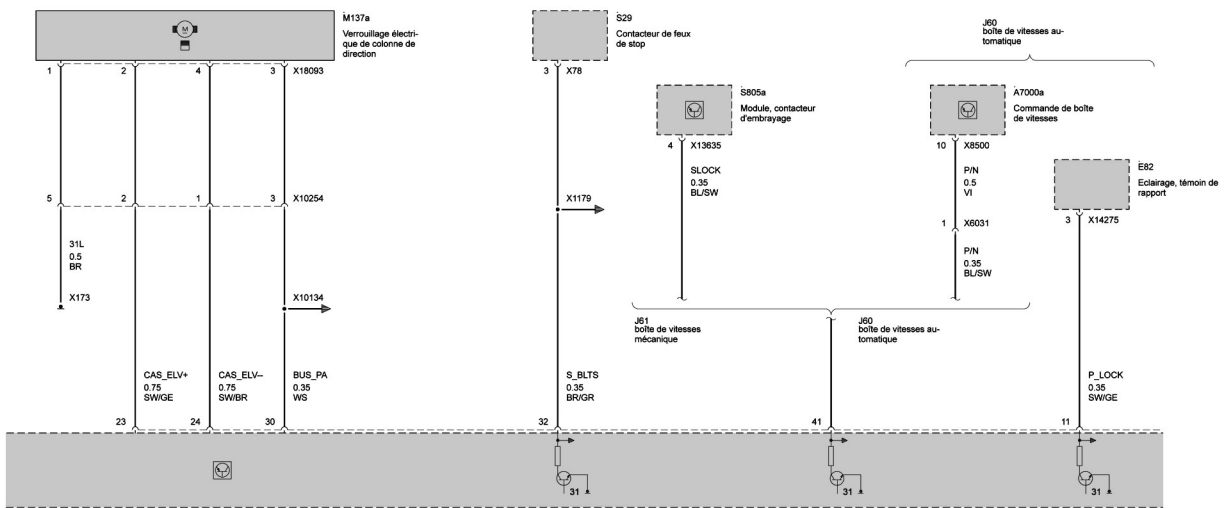 M137a
Verrouillage électri-
que de colonne de
direction
M
S29
Contacteur de feux
de stop
J60
boîte de vitesses au-
tomatique
1 2 4 3 X18093
3 X78
S805a
Module, contacteur
d'embrayage
A7000a
Commande de boîte
de vitesses
4 X13635
10 X8500
E82
Eclairage, témoin de
rapport
SLOCK
0.35
BL/SW
P/N
0.5
VI
5 2 1 3 X10254
X1179
1 X6031
3 X14275
31L
0.5
BR
P/N
0.35
BL/SW
X173
X10134
J61
boîte de vitesses
mécanique
J60
boîte de vitesses au-
tomatique
CAS_ELV+
0.75
SW/GE
CAS_ELV--
0.75
SW/BR
BUS_PA
0.35
WS
S_BLTS
0.35
BR/GR
P_LOCK
0.35
SW/GE
23 24 30 32 41 11
31 31 31